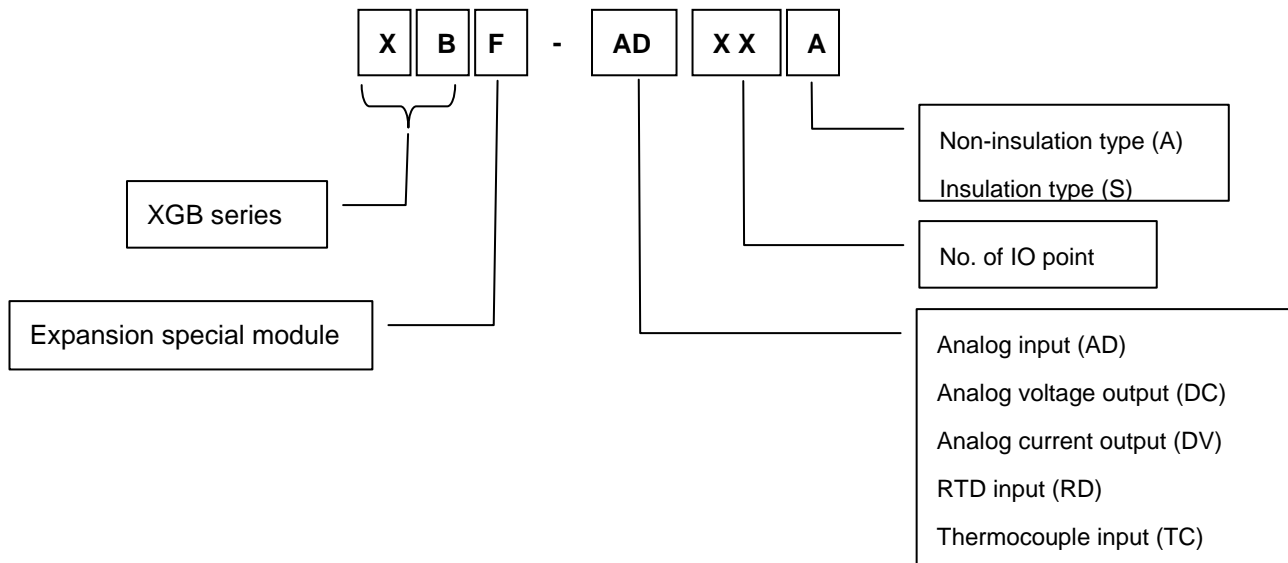 X B F - AD X X A
Non-insulation type (A)
Insulation type (S)
XGB series
No. of IO point
Expansion special module
Analog input (AD)
Analog voltage output (DC)
Analog current output (DV)
RTD input (RD)
Thermocouple input (TC)